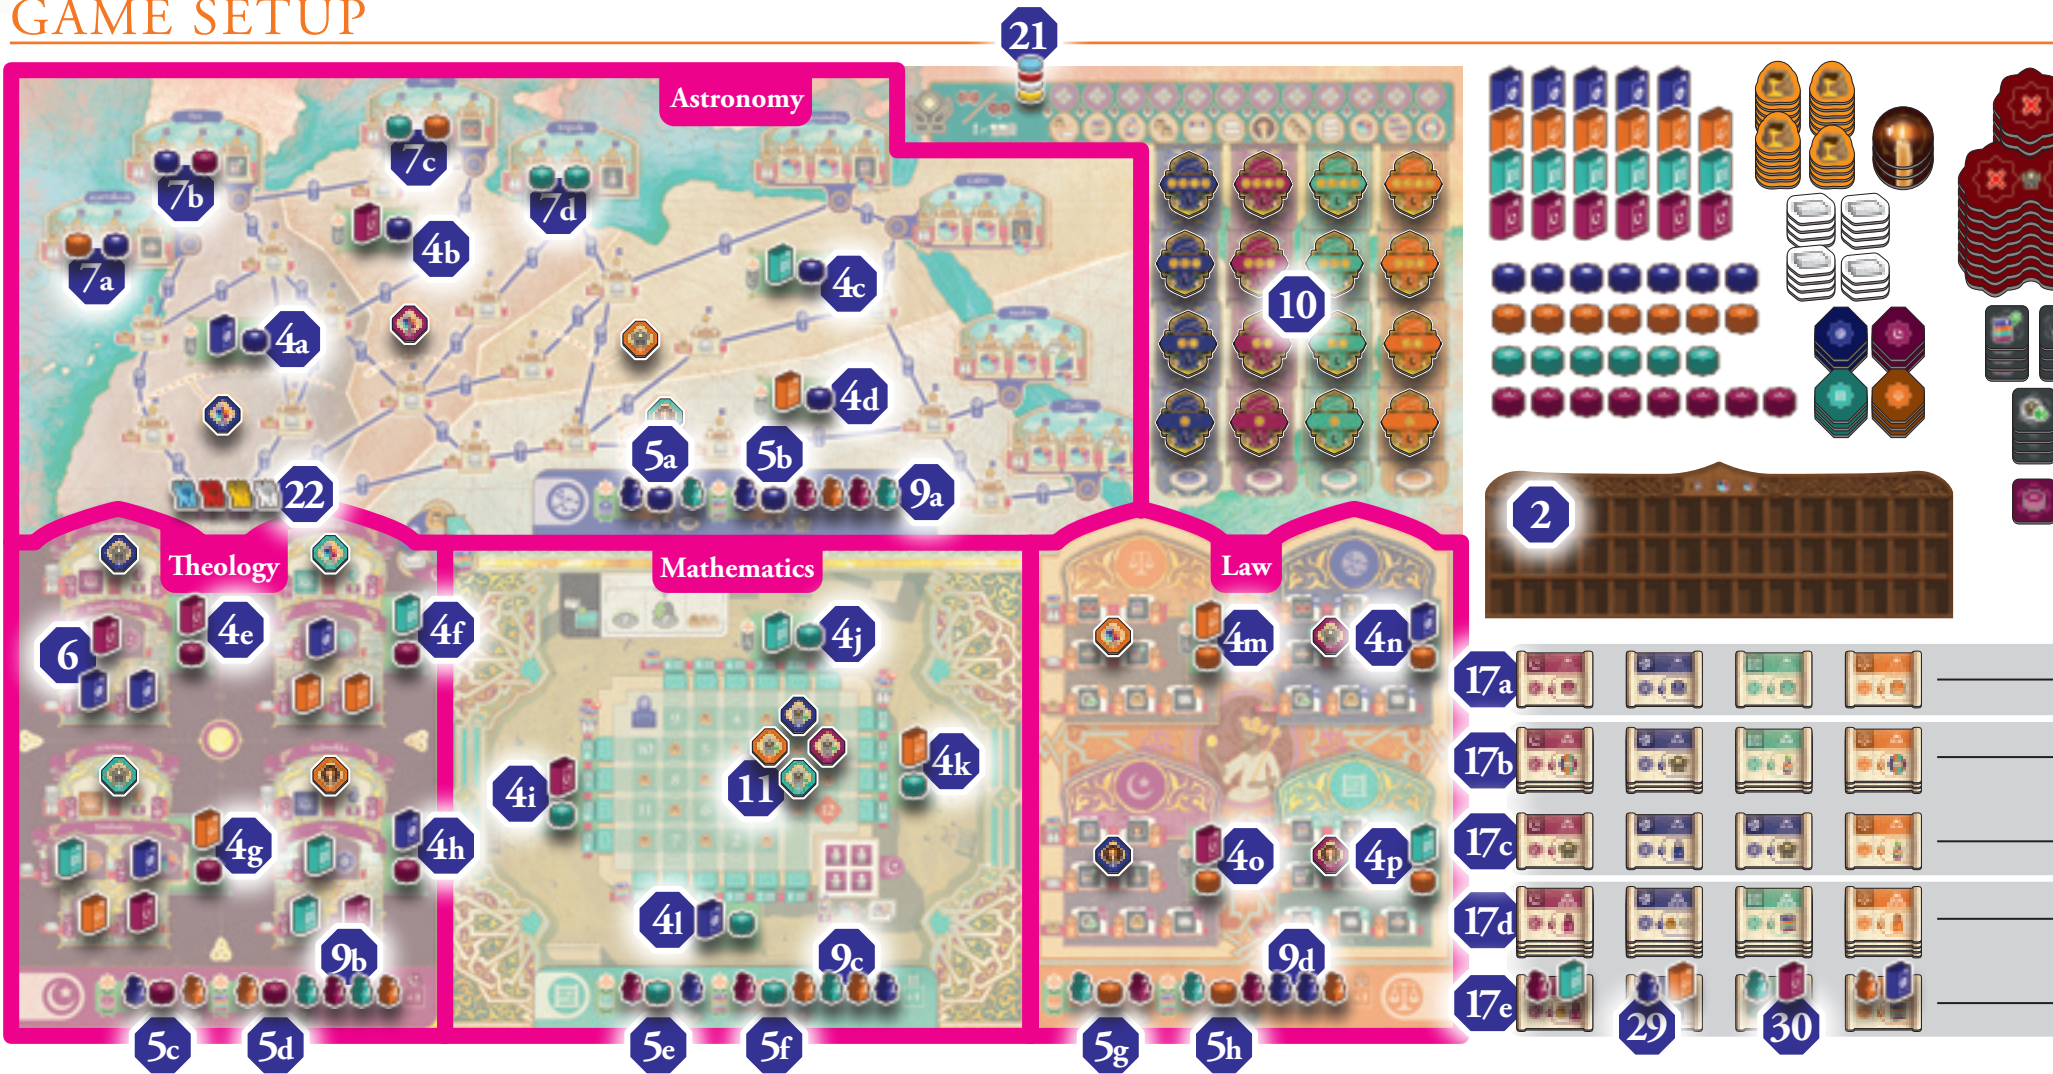 GAME SETUP
21
Astronomy
7c
7b
7d
4b
7a
4c
10
4a
4d
5a
5b
22
9a
2
Theology
Mathematics
Law
6
4e
4f
4j
4m
4n
17a
4i
11
4k
17b
4g
4h
4o
4p
17c
4l
9b
9c
9d
17d
17e
29
30
5c
5d
5e
5f
5g
5h